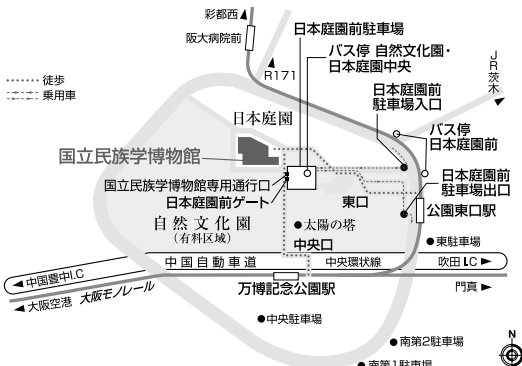 彩都西
阪大病院前
日本庭園前駐車場
バス停 自然文化園・
日本庭園中央
R171
JR茨木
徒歩
乗用車
日本庭園前
駐車場入口
日本庭園
バス停
日本庭園前
国立民族学博物館
国立民族学博物館専用通行口
日本庭園前ゲート
日本庭園前
駐車場出口
東口
公園東口駅
自然文化園
(有料区域)
太陽の塔
中央口
東駐車場
中国自動車道
中央環状線
吹田I.C
中国豊中I.C
大阪空港
大阪モノレール
万博記念公園駅
門真
中央駐車場
南第2駐車場
南第1駐車場
N